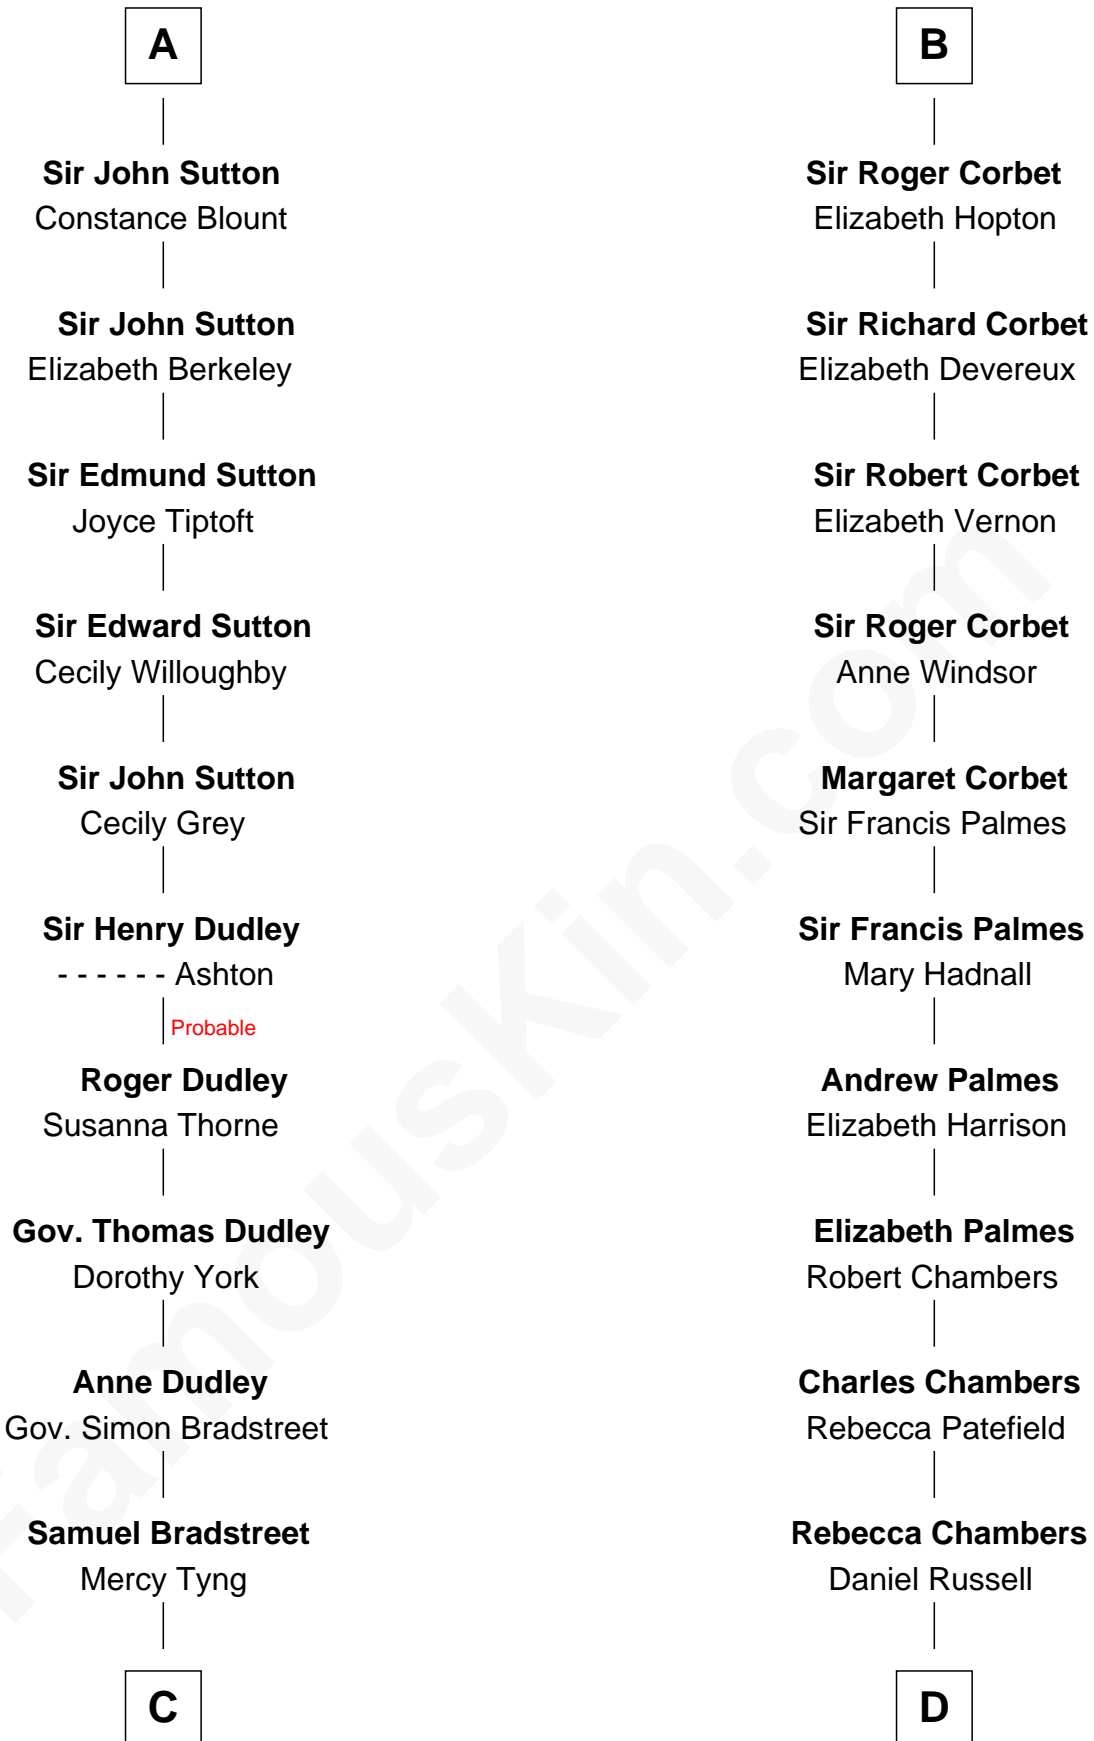 A
Sir John Sutton
Constance Blount
Sir John Sutton
Elizabeth Berkeley
Sir Edmund Sutton
Joyce Tiptoft
Sir Edward Sutton
Cecily Willoughby
Sir John Sutton
Cecily Grey
Sir Henry Dudley
- - - - - - Ashton
Probable
Roger Dudley
Susanna Thorne
Gov. Thomas Dudley
Dorothy York
Anne Dudley
Gov. Simon Bradstreet
Samuel Bradstreet
Mercy Tyng
C
B
Sir Roger Corbet
Elizabeth Hopton
Sir Richard Corbet
Elizabeth Devereux
Sir Robert Corbet
Elizabeth Vernon
Sir Roger Corbet
Anne Windsor
Margaret Corbet
Sir Francis Palmes
Sir Francis Palmes
Mary Hadnall
Andrew Palmes
Elizabeth Harrison
Elizabeth Palmes
Robert Chambers
Charles Chambers
Rebecca Patefield
Rebecca Chambers
Daniel Russell
D
FamousKin.com